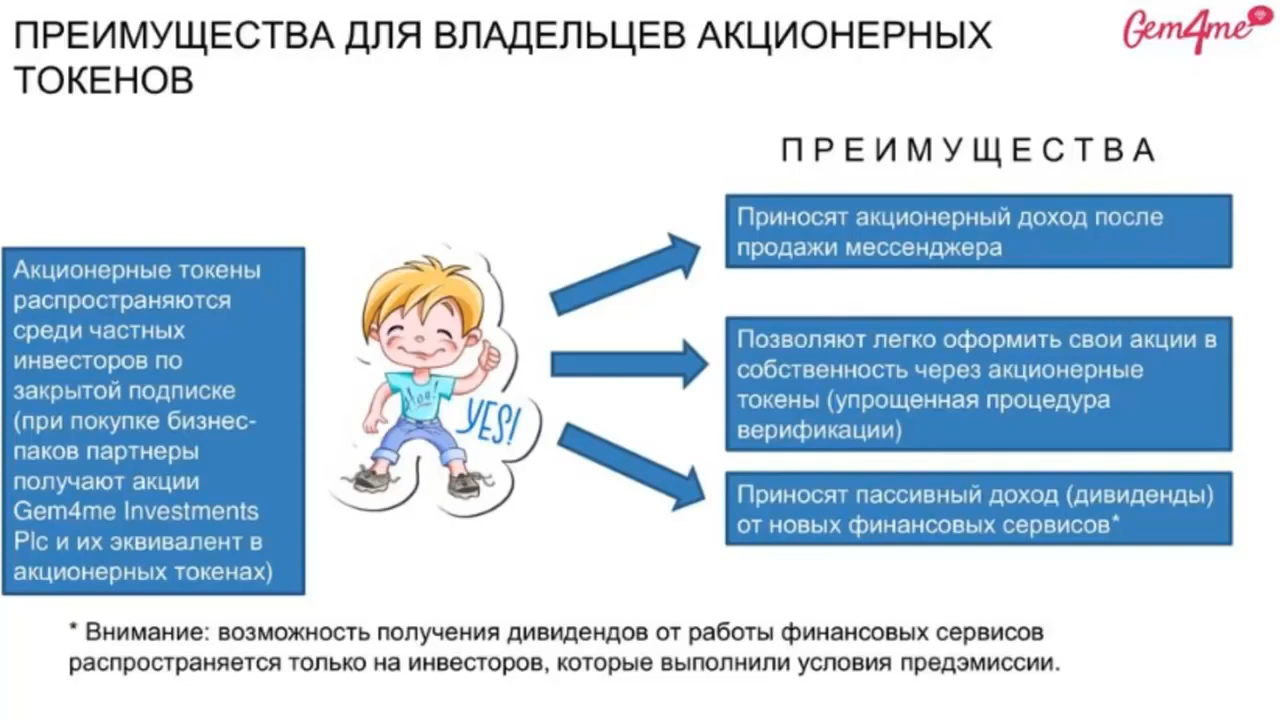 ПРЕИМУЩЕСТВА ДЛЯ ВЛАДЕЛЬЦЕВ АКЦИОНЕРНЫХ
ТОКЕНОВ
Gem4me
ПРЕИМУЩЕСТВА
Акционерные токены
распространяются
среди частных
инвесторов по
закрытой подписке
(при покупке бизнес-
паков партнеры
получают акции
Gem4me Investments
Plc и их эквивалент в
акционерных токенах)
YES!
Приносят акционерный доход после
продажи мессенджера
Позволяют легко оформить свои акции в
собственность через акционерные
токены (упрощенная процедура
верификации)
Приносят пассивный доход (дивиденды)
от новых финансовых сервисов*
* Внимание: возможность получения дивидендов от работы финансовых сервисов
распространяется только на инвесторов, которые выполнили условия предэмиссии.